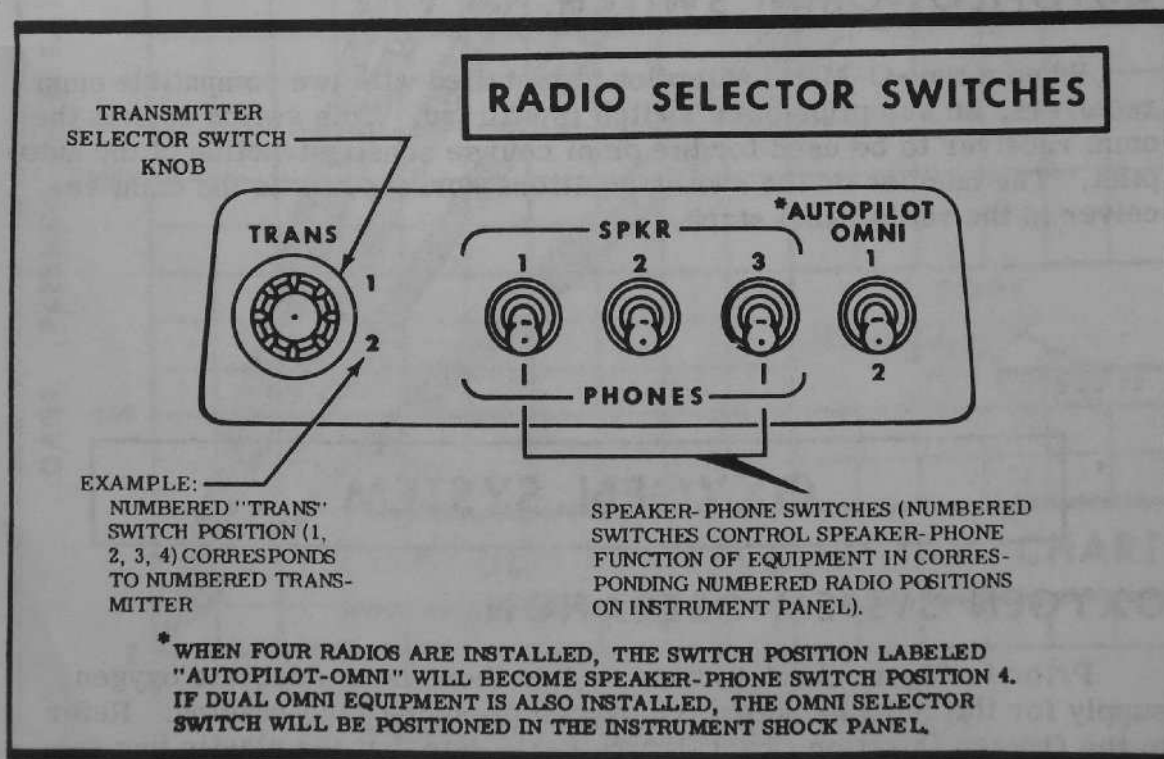 RADIO SELECTOR SWITCHES
TRANSMITTER
SELECTOR SWITCH
KNOB
TRANS
1
2
SPKR
1
2
3
*AUTOPILOT
OMNI
1
2
PHONES
EXAMPLE:
NUMBERED "TRANS"
SWITCH POSITION (1,
2, 3, 4) CORRESPONDS
TO NUMBERED TRANS-
MITTER
SPEAKER-PHONE SWITCHES (NUMBERED
SWITCHES CONTROL SPEAKER-PHONE
FUNCTION OF EQUIPMENT IN CORRES-
PONDING NUMBERED RADIO POSITIONS
ON INSTRUMENT PANEL).
*WHEN FOUR RADIOS ARE INSTALLED, THE SWITCH POSITION LABELED
"AUTOPILOT-OMNI" WILL BECOME SPEAKER-PHONE SWITCH POSITION 4.
IF DUAL OMNI EQUIPMENT IS ALSO INSTALLED, THE OMNI SELECTOR
SWITCH WILL BE POSITIONED IN THE INSTRUMENT SHOCK PANEL.